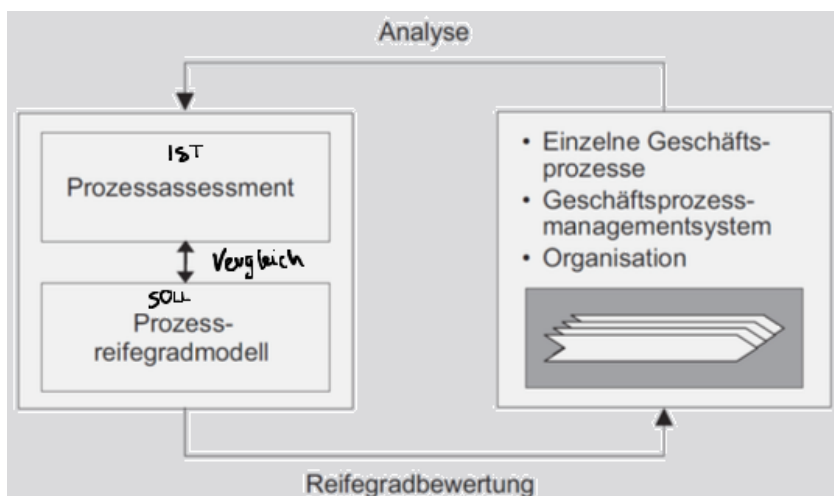 Analyse
IST
Prozessassessment
Vergleich
SOLL
Prozess-
reifegradmodell
• Einzelne Geschäfts-
prozesse
• Geschäftsprozess-
managementsystem
• Organisation
Reifegradbewertung